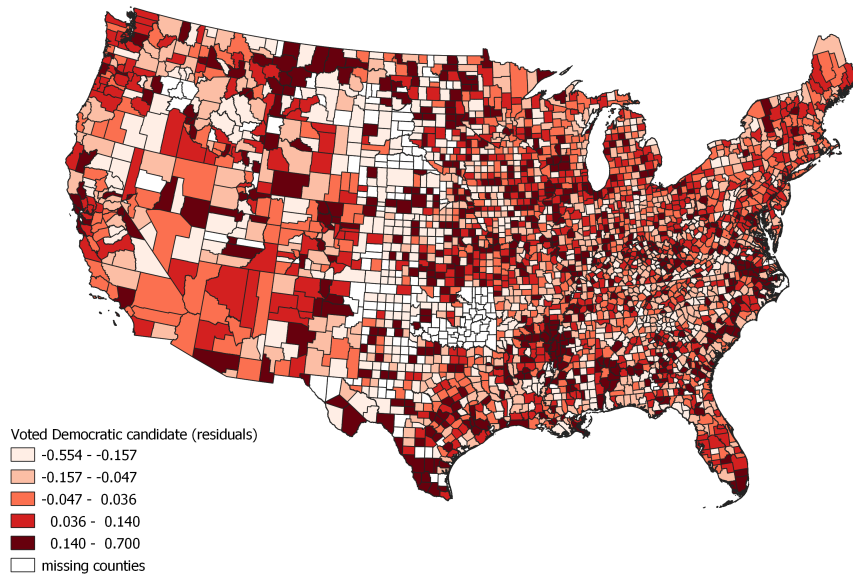 Voted Democratic candidate (residuals)
-0.554 - -0.157
-0.157 - -0.047
-0.047 - 0.036
0.036 - 0.140
0.140 - 0.700
missing counties